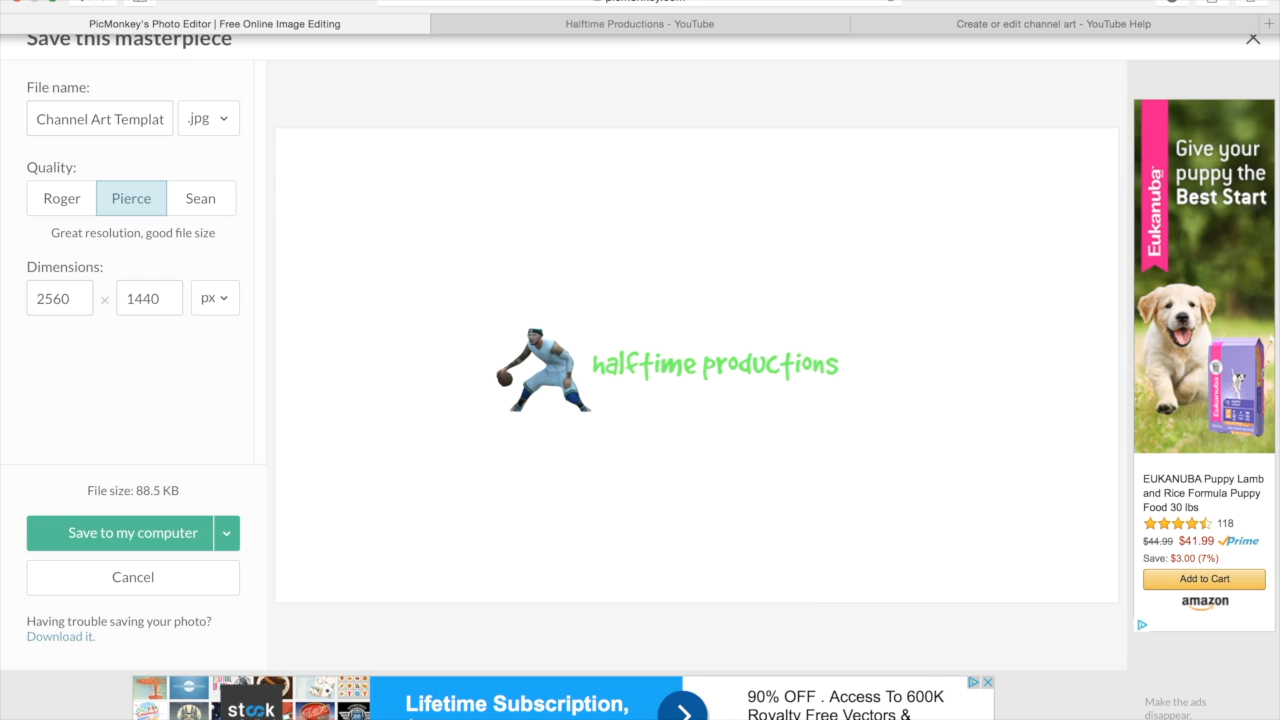 PicMonkey's Photo Editor | Free Online Image Editing
Halftime Productions - YouTube
Create or edit channel art - YouTube Help
Save this masterpiece
File name:
Channel Art Templat
.jpg
Quality:
Roger
Pierce
Sean
Great resolution, good file size
Dimensions:
2560
×
1440
px
File size: 88.5 KB
Save to my computer
Cancel
Having trouble saving your photo?
Download it.
halftime productions
Give your
puppy the
Best Start
Eukanuba
EUKANUBA Puppy Lamb
and Rice Formula Puppy
Food 30 lbs
118
$44.99 $41.99 Prime
Save: $3.00 (7%)
Add to Cart
amazon
stock
Lifetime Subscription,
90% OFF . Access To 600K
Royalty Free Vectors &
Make the ads
disappear.